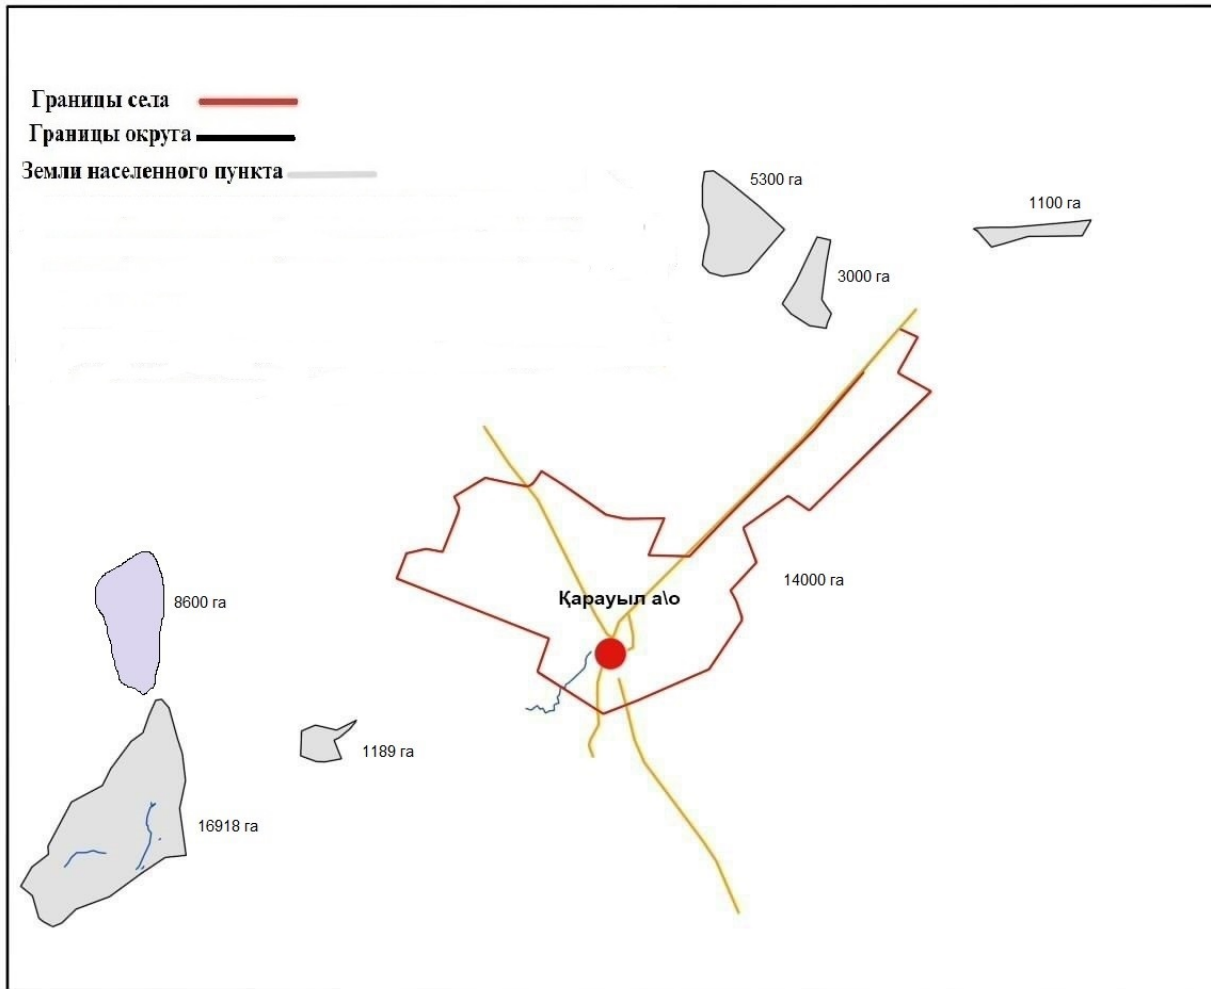 Границы села
Границы округа
Земли населенного пункта
5300 га
1100 га
3000 га
14000 га
Қарауыл а\о
8600 га
1189 га
16918 га